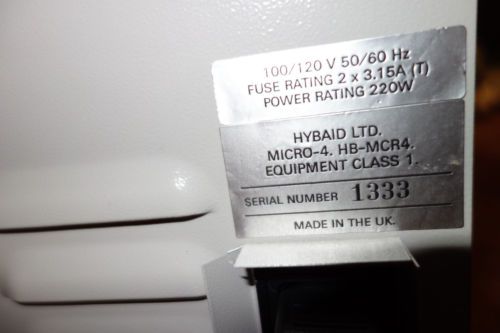 100/120 V 50/60 Hz
FUSE RATING 2 x 3.15A (T)
POWER RATING 220W
HYBAID LTD.
MICRO-4. HB-MCR4.
EQUIPMENT CLASS 1.
SERIAL NUMBER 1333
MADE IN THE UK.